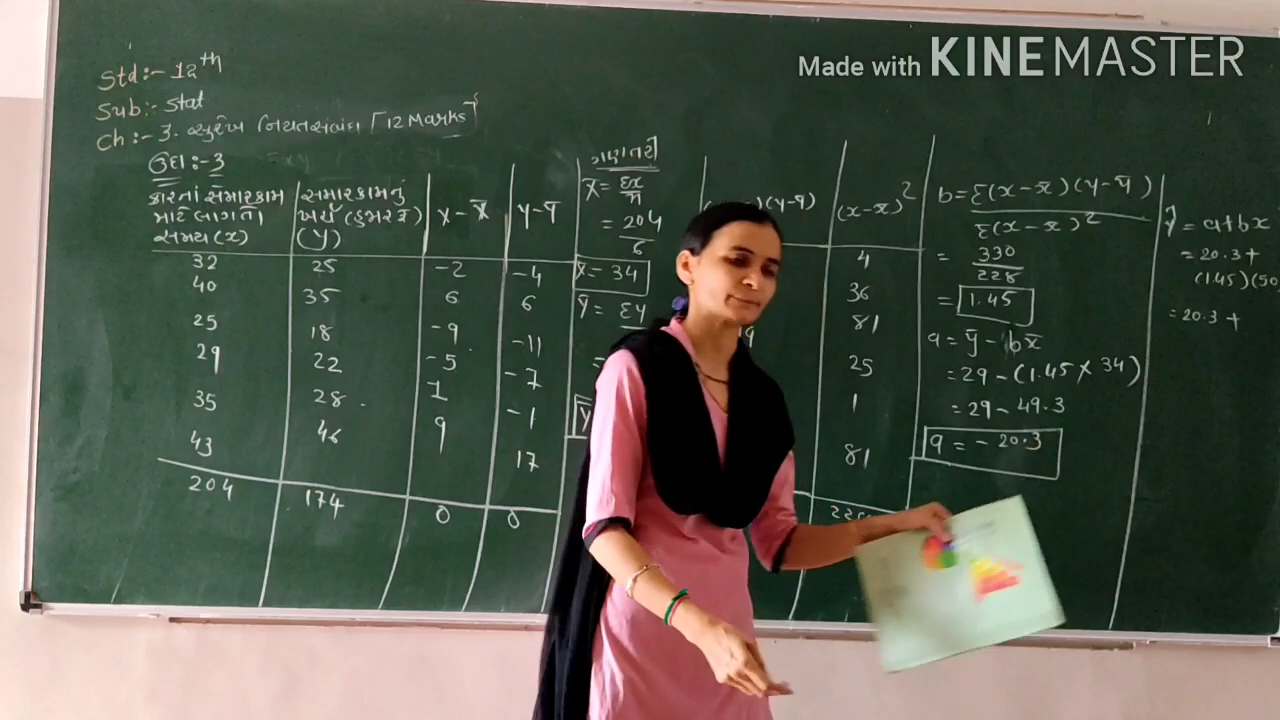 Made with KINEMASTER
Std:- 12th
Sub:- Stat
Ch:- 3. સુરેખ નિયતસંબંધ [12 Marks]
ઉદા:-3
કારનાં સમારકામ માટે લાગતો સમય (x)
સમારકામનું ખર્ચ (હજાર રૂ) (Y)
x - x̄
y - ȳ
ગણતરી
x̄ = Σx/n
= 204/6
x̄ = 34
ȳ = Σy
(y-ȳ)
(x-x̄)²
32 25 -2 -4 4
40 35 6 6 36
25 18 -9 -11 81
29 22 -5 -7 25
35 28 1 -1 1
43 46 9 17 81
204 174 0 0
b = Σ(x-x̄)(y-ȳ) / Σ(x-x̄)²
= 330/228
= 1.45
a = ȳ - bx̄
= 29 - (1.45 × 34)
= 29 - 49.3
a = -20.3
= a+bx
= 20.3 +
(1.45)(50
= 20.3 +